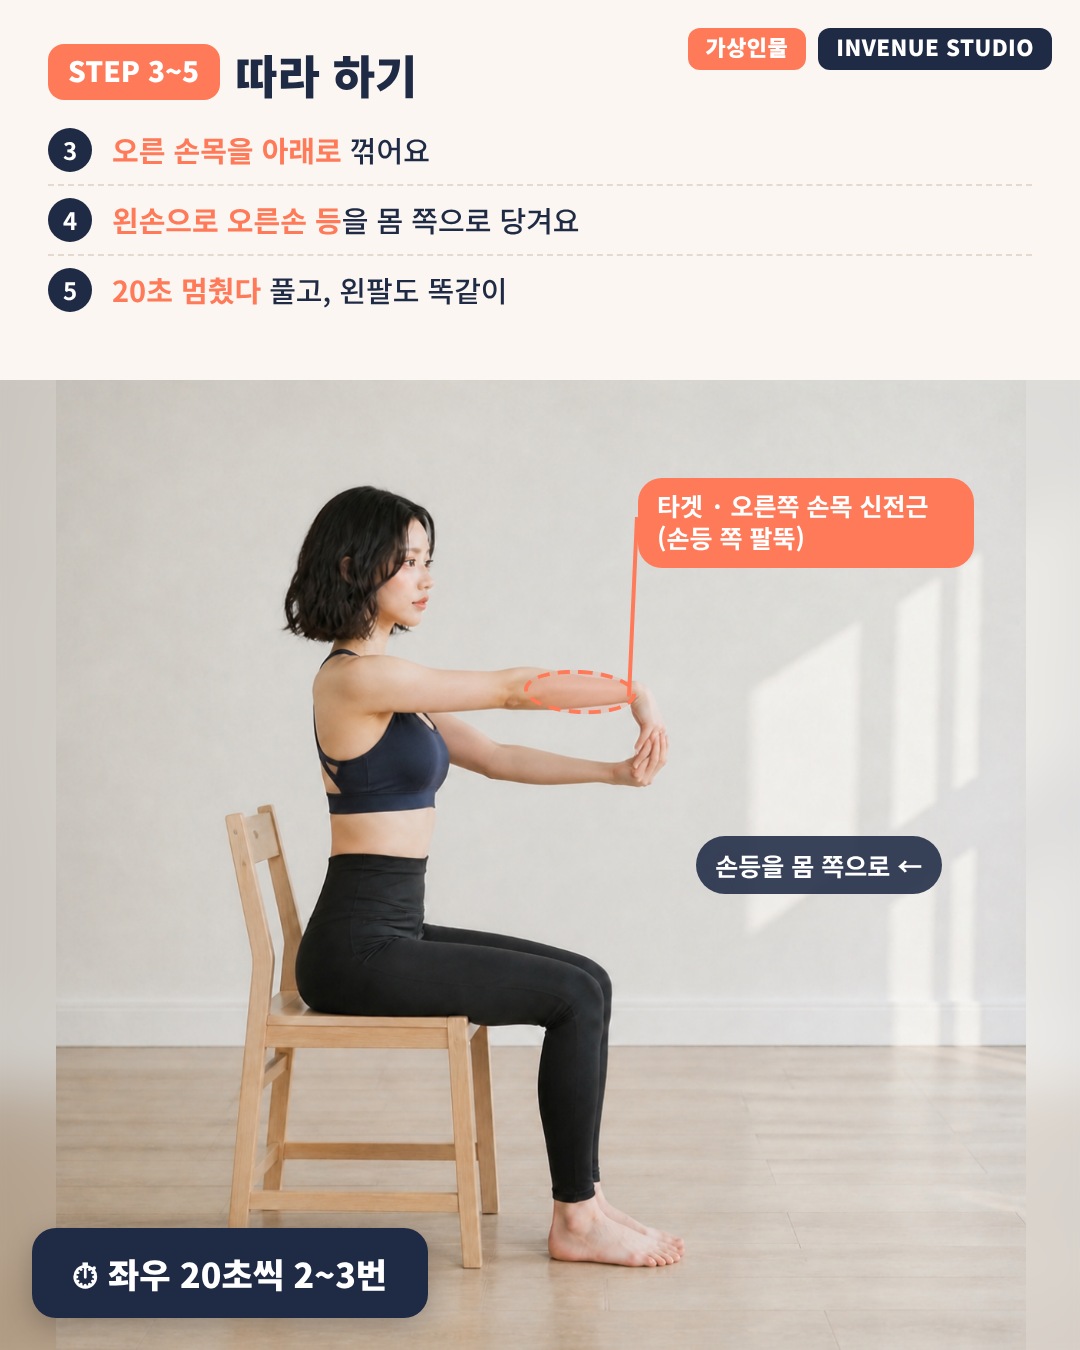 STEP 3~5 따라 하기
가상인물 INVENUE STUDIO
3 오른 손목을 아래로 꺾어요
4 왼손으로 오른손 등을 몸 쪽으로 당겨요
5 20초 멈췄다 풀고, 왼팔도 똑같이
타겟 · 오른쪽 손목 신전근
(손등 쪽 팔뚝)
손등을 몸 쪽으로 ←
⏱ 좌우 20초씩 2~3번